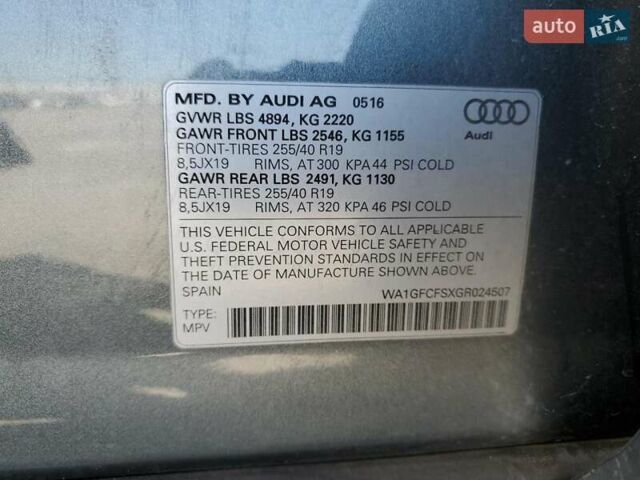 auto RIA.com
MFD. BY AUDI AG 0516
GVWR LBS 4894, KG 2220
GAWR FRONT LBS 2546, KG 1155
FRONT-TIRES 255/40 R19
8,5JX19 RIMS, AT 300 KPA 44 PSI COLD
GAWR REAR LBS 2491, KG 1130
REAR-TIRES 255/40 R19
8,5JX19 RIMS, AT 320 KPA 46 PSI COLD
Audi
THIS VEHICLE CONFORMS TO ALL APPLICABLE
U.S. FEDERAL MOTOR VEHICLE SAFETY AND
THEFT PREVENTION STANDARDS IN EFFECT ON
THE DATE OF MANUFACTURE SHOWN ABOVE.
SPAIN WA1GFCFSXGR024507
TYPE:
MPV